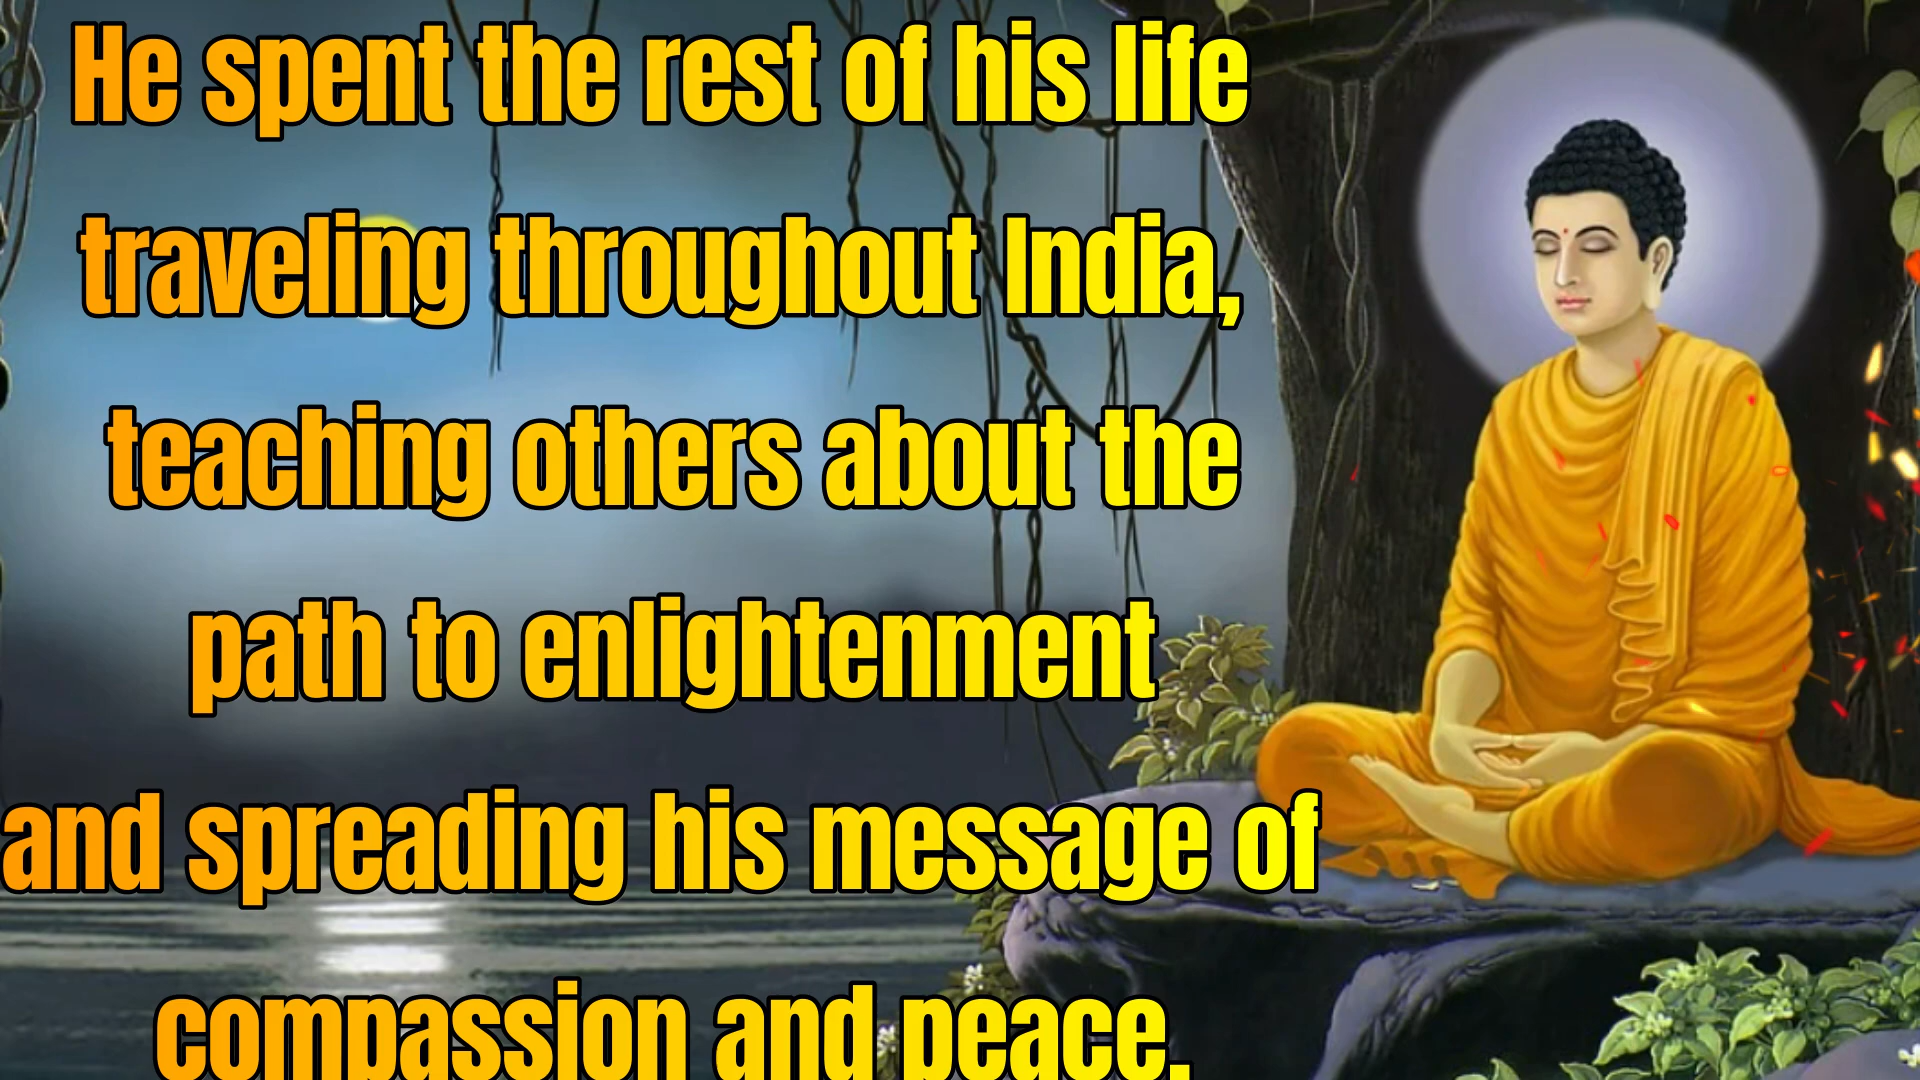 He spent the rest of his life
traveling throughout India,
teaching others about the
path to enlightenment
and spreading his message of
compassion and peace.